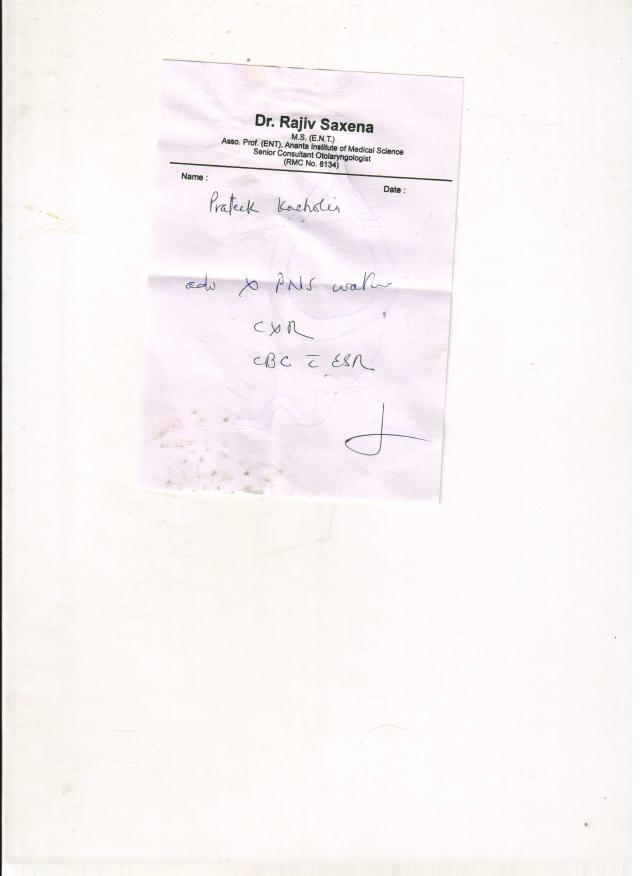 Dr. Rajiv Saxena
M.S. (E.N.T.)
Asso. Prof. (ENT), Ananta Institute of Medical Science
Senior Consultant Otolaryngologist
(RMC No. 8134)
Name :
Date :
Prateek
adv X PNS water
CXR
CBC c̄ ESR